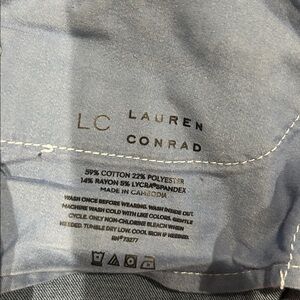 LC LAUREN
CONRAD
59% COTTON 22% POLYESTER
14% RAYON 5% LYCRA® SPANDEX
MADE IN CAMBODIA
WASH ONCE BEFORE WEARING. WASH INSIDE OUT.
MACHINE WASH COLD WITH LIKE COLORS. GENTLE
CYCLE. ONLY NON-CHLORINE BLEACH WHEN
NEEDED. TUMBLE DRY LOW. COOL IRON IF NEEDED.
RN# 73277